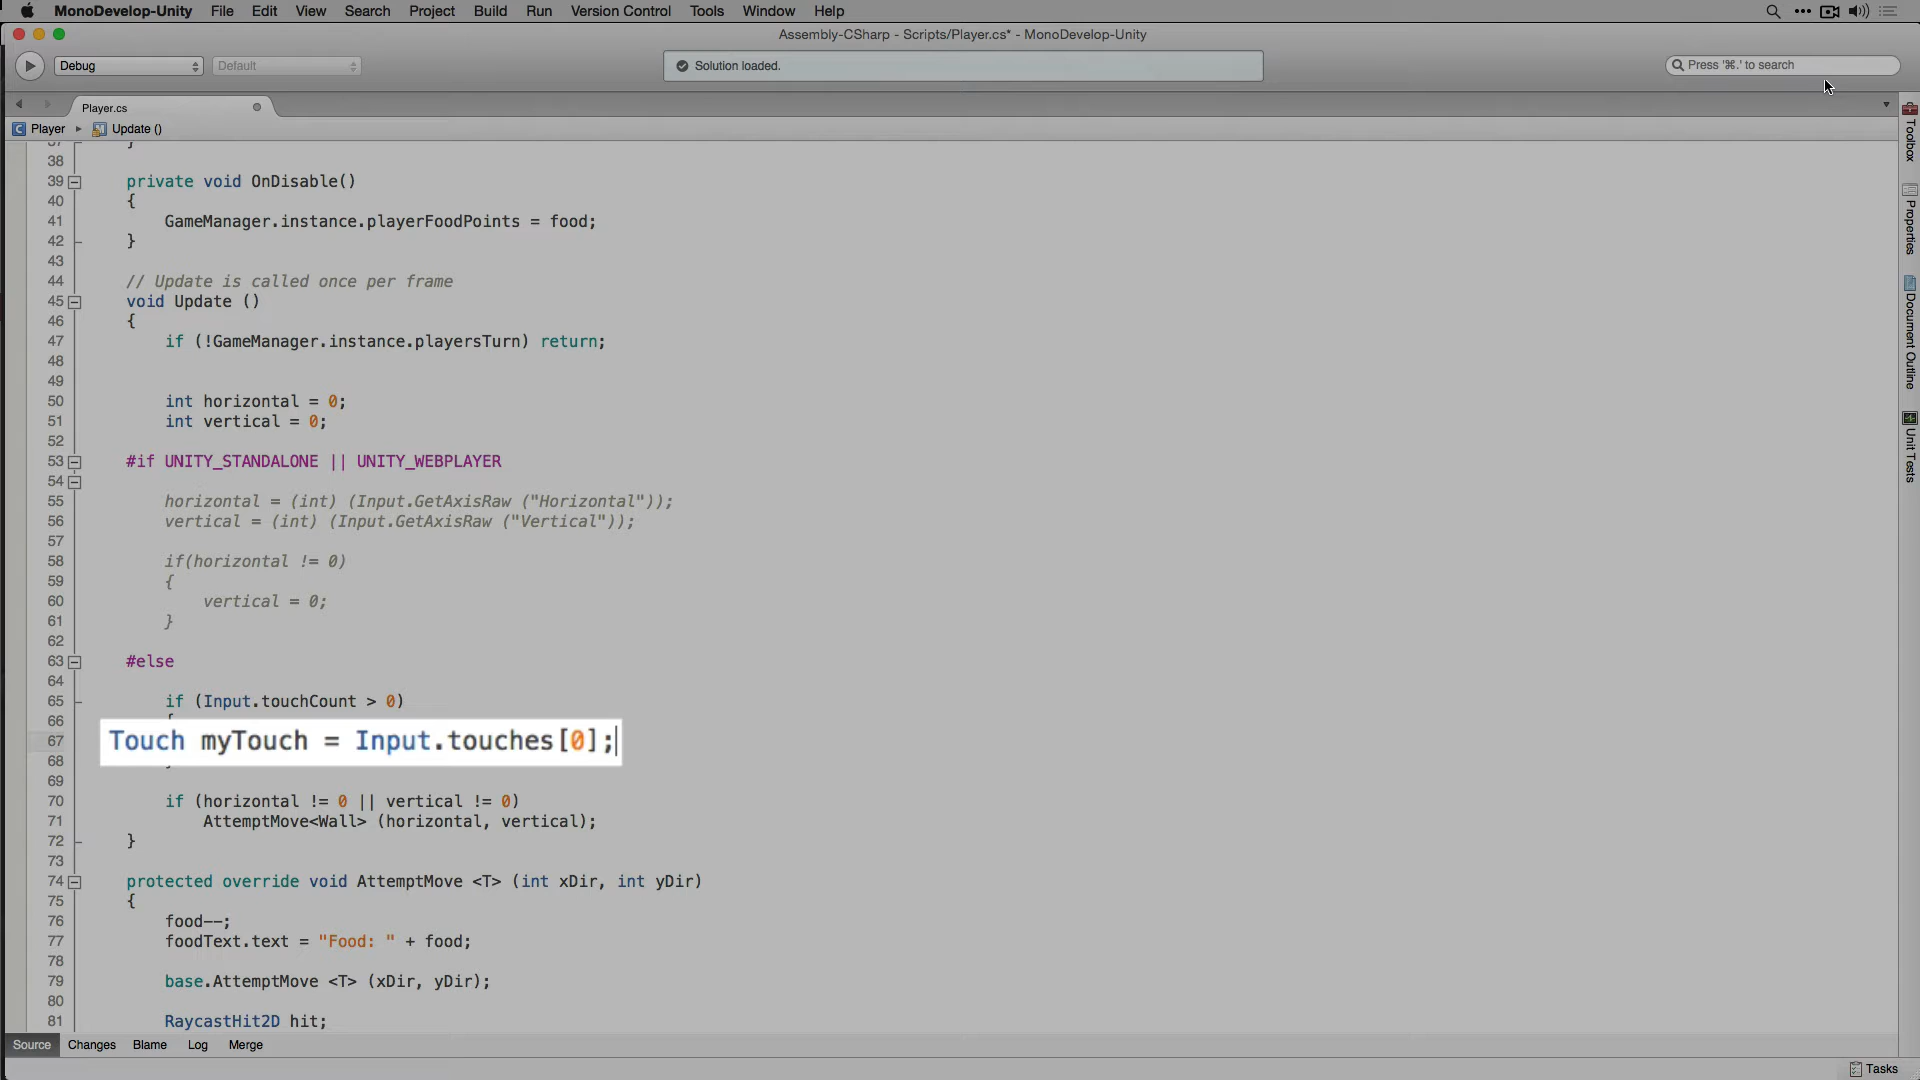 MonoDevelop-Unity File Edit View Search Project Build Run Version Control Tools Window Help
Assembly-CSharp - Scripts/Player.cs* - MonoDevelop-Unity
Debug Default Solution loaded. Press '⌘.' to search
Player.cs
Player Update ()
37 }
38
39 private void OnDisable()
40 {
41 GameManager.instance.playerFoodPoints = food;
42 }
43
44 // Update is called once per frame
45 void Update ()
46 {
47 if (!GameManager.instance.playersTurn) return;
48
49
50 int horizontal = 0;
51 int vertical = 0;
52
53 #if UNITY_STANDALONE || UNITY_WEBPLAYER
54
55 horizontal = (int) (Input.GetAxisRaw ("Horizontal"));
56 vertical = (int) (Input.GetAxisRaw ("Vertical"));
57
58 if(horizontal != 0)
59 {
60 vertical = 0;
61 }
62
63 #else
64
65 if (Input.touchCount > 0)
66 {
67 Touch myTouch = Input.touches[0];
68 }
69
70 if (horizontal != 0 || vertical != 0)
71 AttemptMove<Wall> (horizontal, vertical);
72 }
73
74 protected override void AttemptMove <T> (int xDir, int yDir)
75 {
76 food--;
77 foodText.text = "Food: " + food;
78
79 base.AttemptMove <T> (xDir, yDir);
80
81 RaycastHit2D hit;
Source Changes Blame Log Merge
Tasks
Toolbox
Properties
Document Outline
Unit Tests